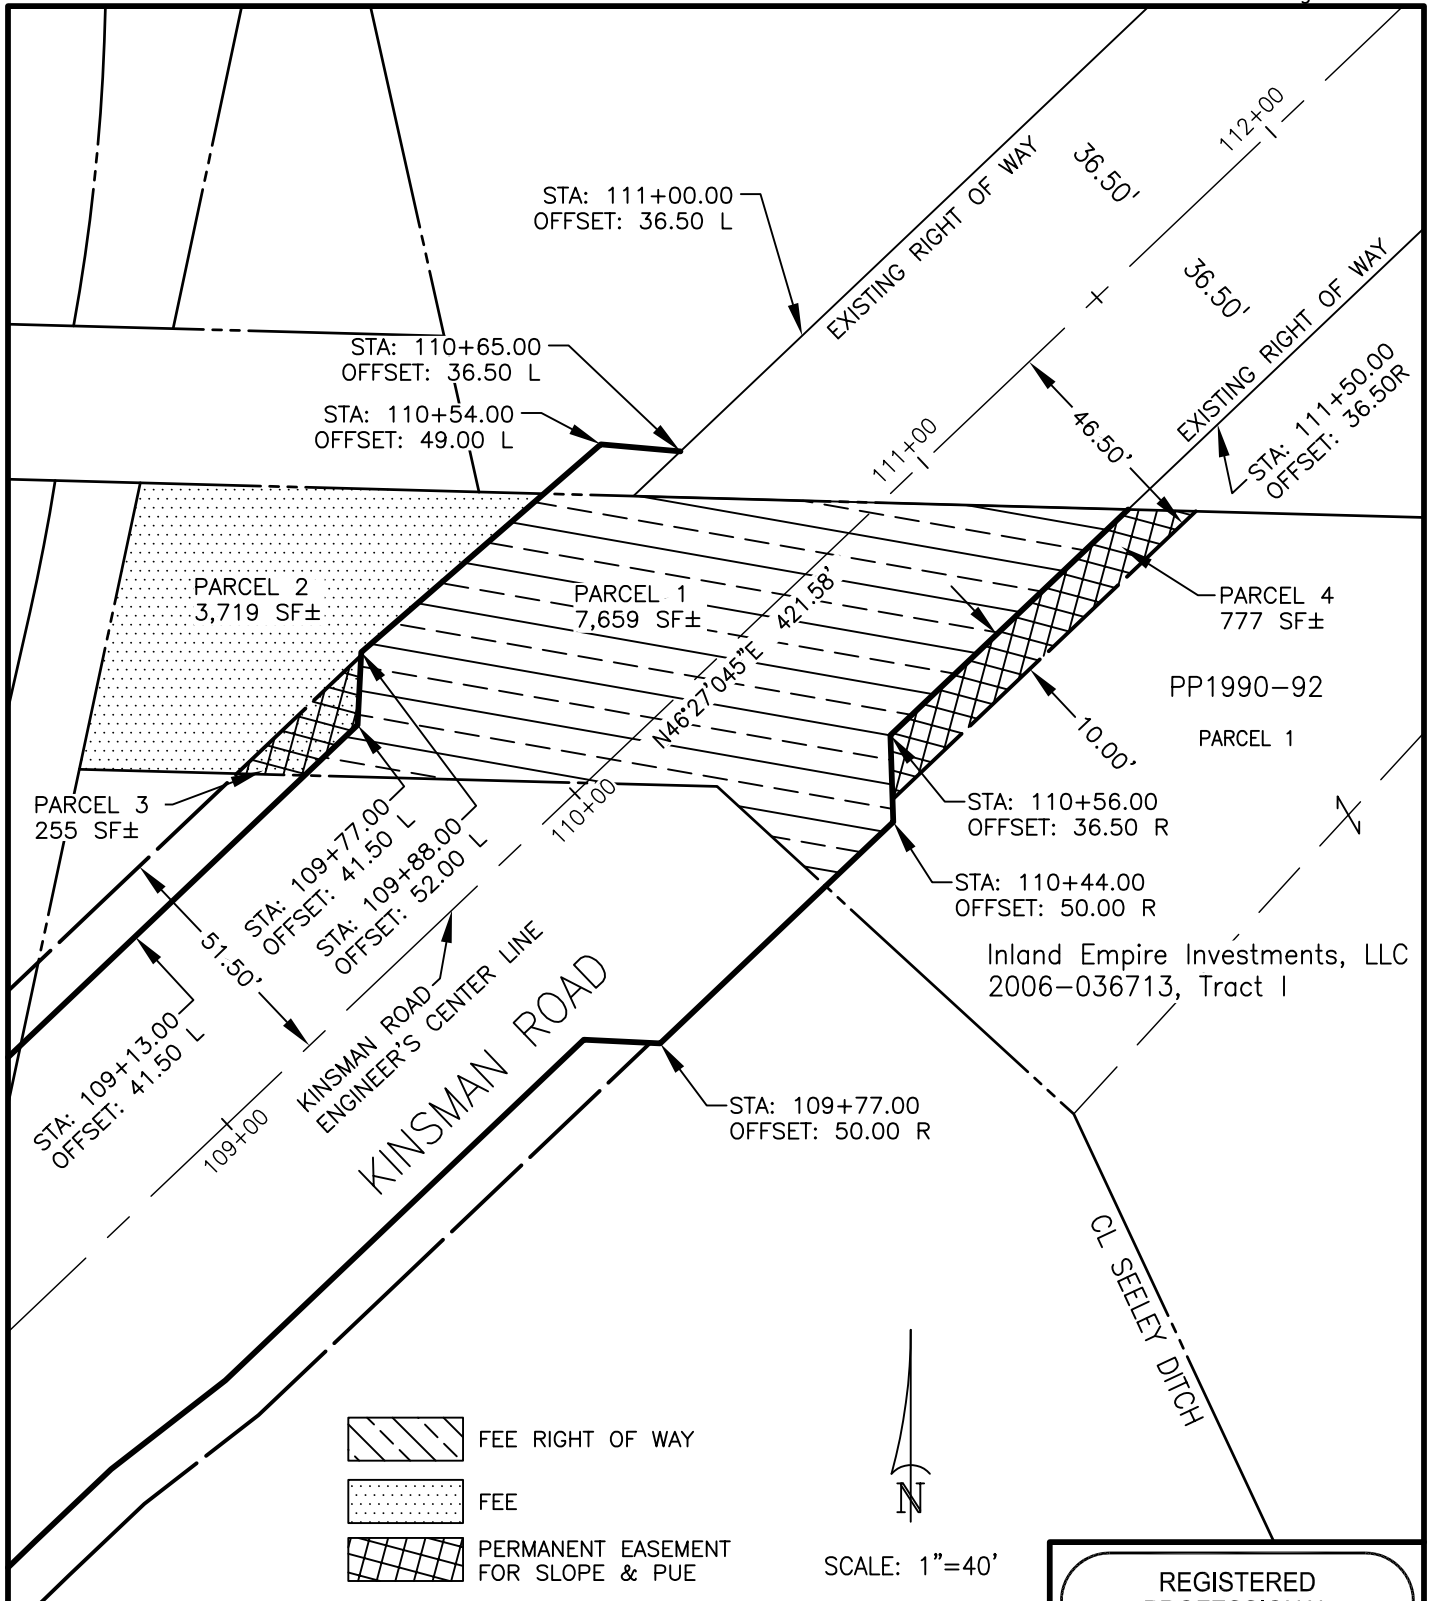 112+00
36.50'
STA: 111+00.00
OFFSET: 36.50 L
EXISTING RIGHT OF WAY
36.50'
EXISTING RIGHT OF WAY
STA: 110+65.00
OFFSET: 36.50 L
STA: 111+50.00
OFFSET: 36.50R
STA: 110+54.00
OFFSET: 49.00 L
46.50'
111+00
PARCEL 2
3,719 SF±
PARCEL 1
7,659 SF±
N46°27'045"E 421.58'
PARCEL 4
777 SF±
PP1990-92
PARCEL 1
10.00'
PARCEL 3
255 SF±
STA: 109+77.00
OFFSET: 41.50 L
STA: 109+88.00
OFFSET: 52.00 L
110+00
STA: 110+56.00
OFFSET: 36.50 R
STA: 110+44.00
OFFSET: 50.00 R
51.50'
KINSMAN ROAD
ENGINEER'S CENTER LINE
KINSMAN ROAD
Inland Empire Investments, LLC
2006-036713, Tract I
STA: 109+13.00
OFFSET: 41.50 L
109+00
STA: 109+77.00
OFFSET: 50.00 R
CL SEELEY DITCH
FEE RIGHT OF WAY
FEE
PERMANENT EASEMENT
FOR SLOPE & PUE
N
SCALE: 1"=40'
REGISTERED
PROFESSIONAL